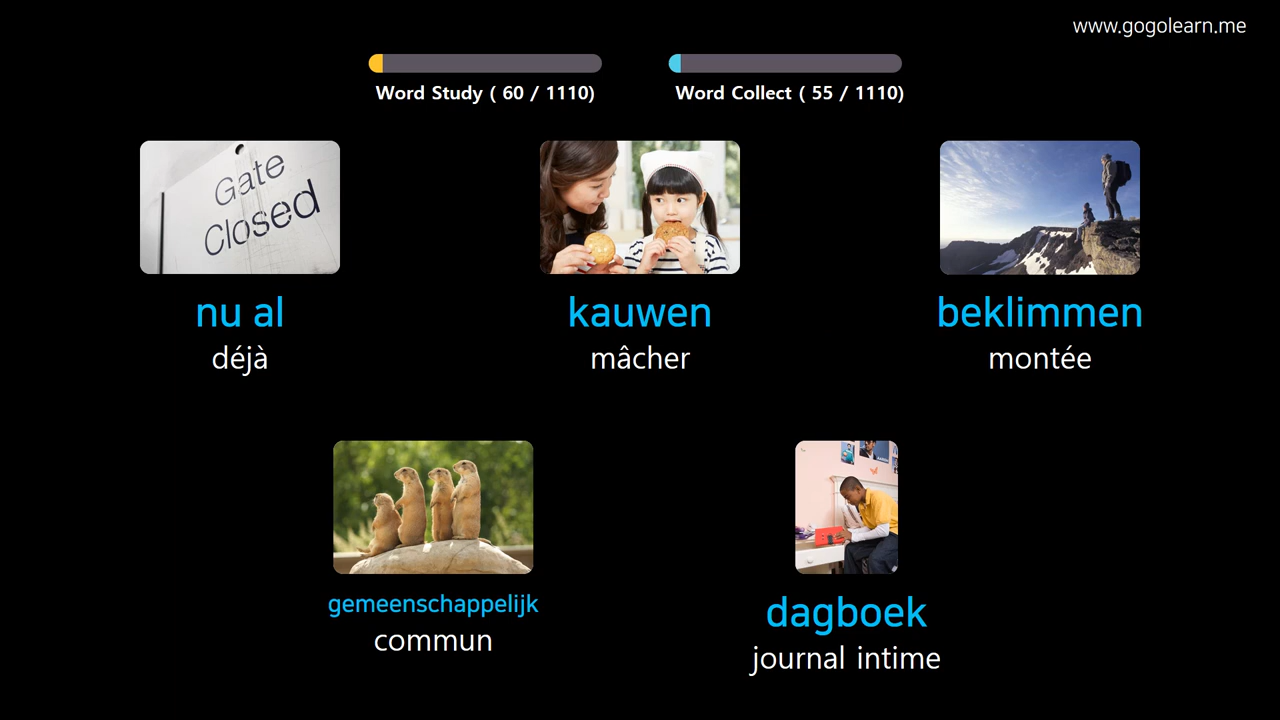 www.gogolearn.me
Word Study ( 60 / 1110)
Word Collect ( 55 / 1110)
Gate
Closed
nu al
déjà
kauwen
mâcher
beklimmen
montée
gemeenschappelijk
commun
dagboek
journal intime